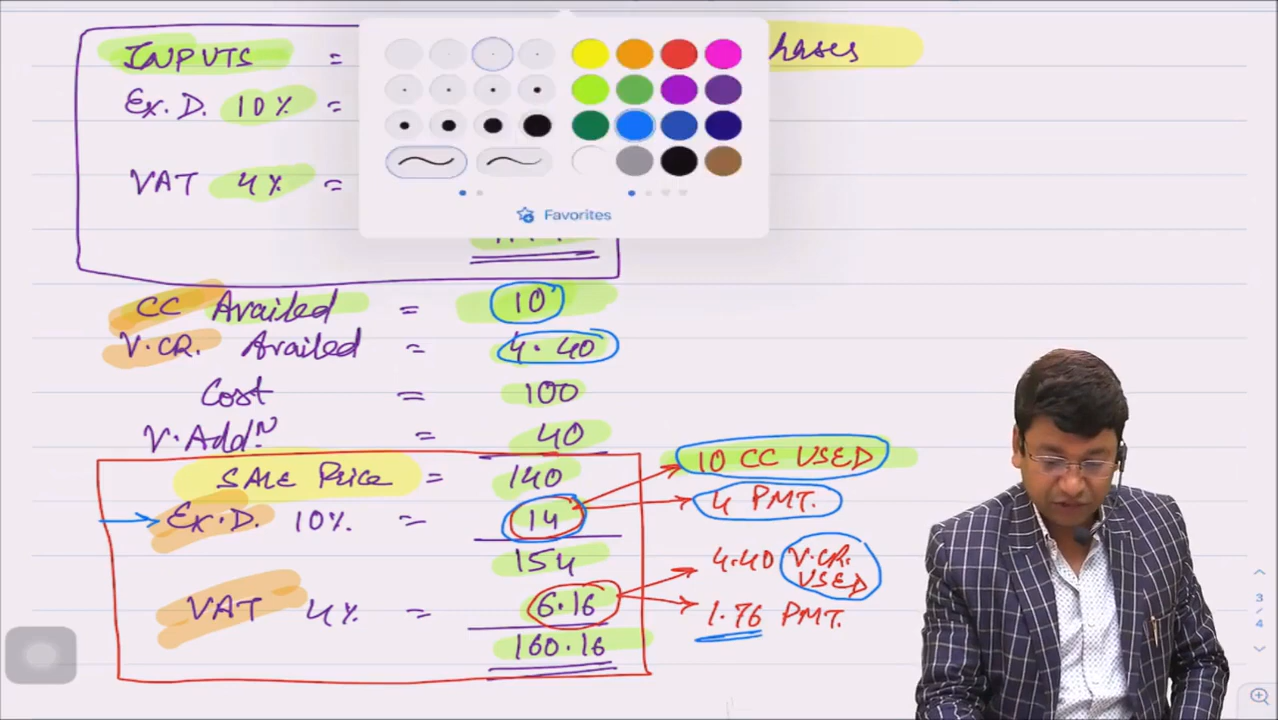 INPUTS = hases
Ex.D. 10% =
VAT 4% =
Favorites
CC Availed = 10
V.CR. Availed = 4.40
Cost = 100
V.Addⁿ = 40
SALE Price = 140
10 CC USED
Ex.D. 10% = 14
4 PMT.
154
4.40 V.CR. USED
VAT 4% = 6.16
1.76 PMT.
160.16
3
4